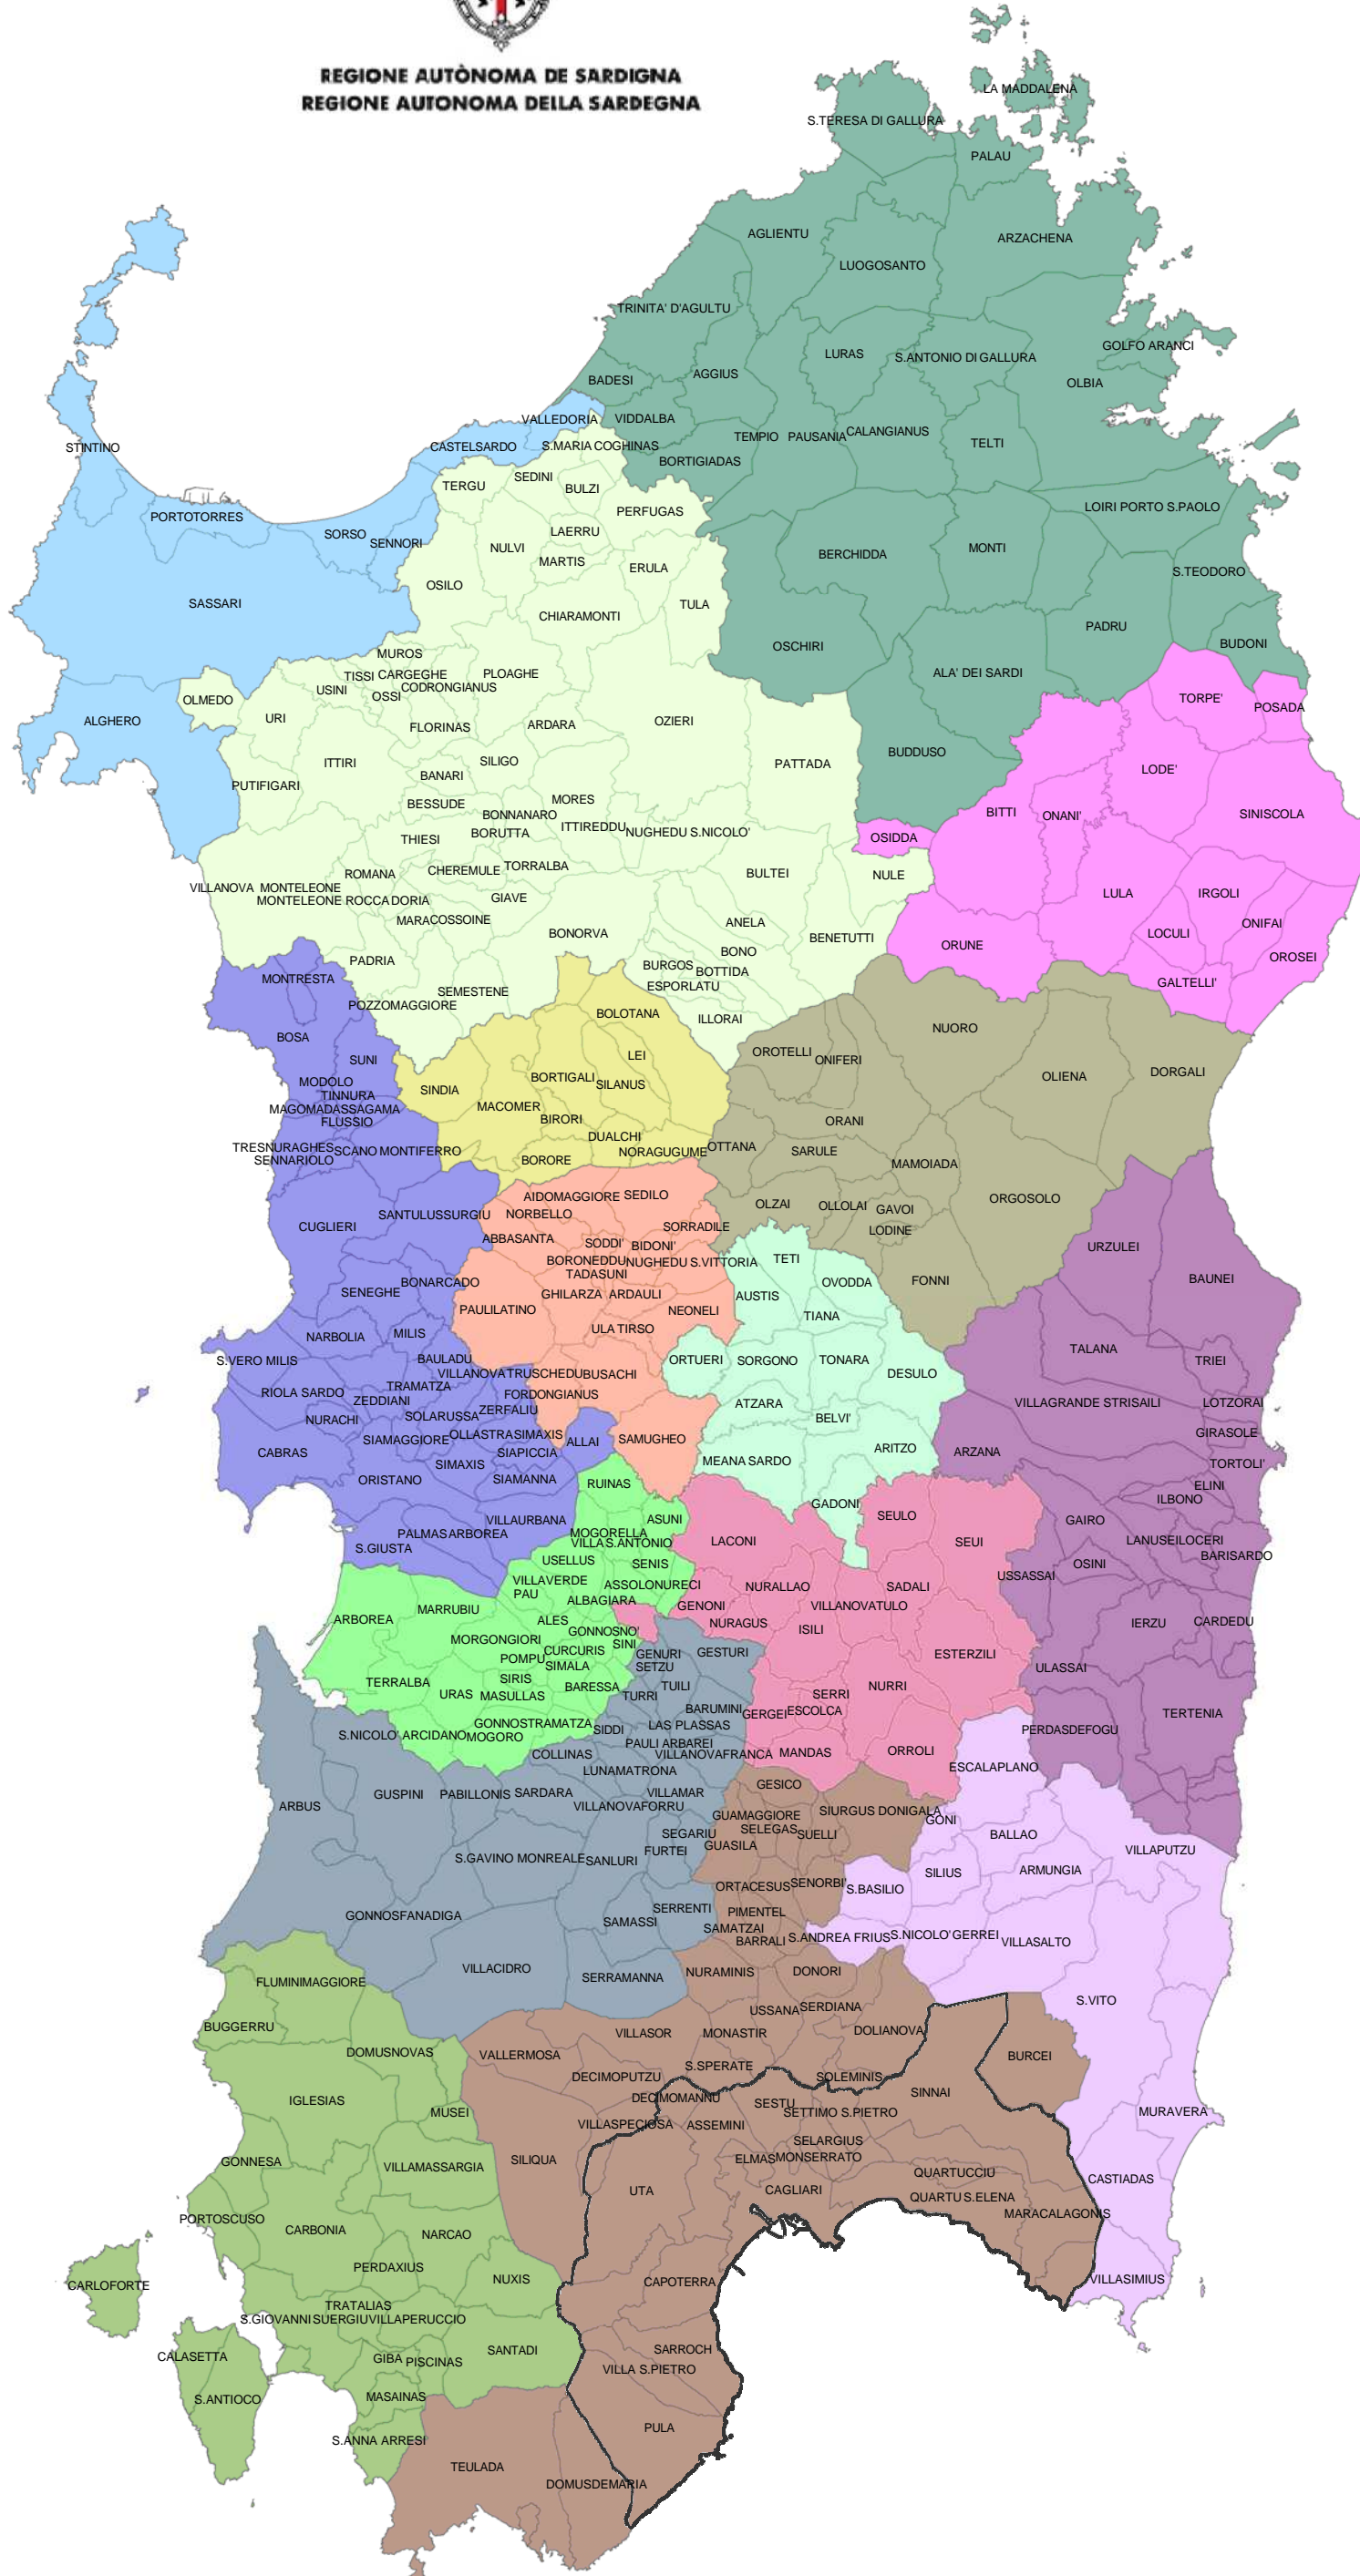 REGIONE AUTÒNOMA DE SARDIGNA
REGIONE AUTONOMA DELLA SARDEGNA
LA MADDALENA
S.TERESA DI GALLURA
PALAU
AGLIENTU
ARZACHENA
LUOGOSANTO
TRINITA' D'AGULTU
GOLFO ARANCI
LURAS
S.ANTONIO DI GALLURA
AGGIUS
BADESI
OLBIA
VALLEDORIA
VIDDALBA
TEMPIO PAUSANIA
CALANGIANUS
TELTI
STINTINO
CASTELSARDO
S.MARIA COGHINAS
BORTIGIADAS
SEDINI
TERGU
BULZI
PERFUGAS
LOIRI PORTO S.PAOLO
PORTOTORRES
SORSO
SENNORI
LAERRU
NULVI
MARTIS
ERULA
BERCHIDDA
MONTI
S.TEODORO
OSILO
SASSARI
TULA
CHIARAMONTI
PADRU
BUDONI
OSCHIRI
MUROS
TISSI
CARGEGHE
PLOAGHE
ALA' DEI SARDI
USINI
OSSI
CODRONGIANUS
OLMEDO
TORPE'
POSADA
ALGHERO
URI
FLORINAS
ARDARA
OZIERI
BUDDUSO
ITTIRI
SILIGO
PATTADA
LODE'
BANARI
PUTIFIGARI
MORES
BESSUDE
BONNANARO
ITTIREDDU
NUGHEDU S.NICOLO'
BITTI
ONANI'
SINISCOLA
THIESI
BORUTTA
OSIDDA
ROMANA
CHEREMULE
TORRALBA
BULTEI
NULE
VILLANOVA MONTELEONE
MONTELEONE ROCCA DORIA
GIAVE
LULA
IRGOLI
MARA
COSSOINE
ANELA
ONIFAI
BONORVA
BENETUTTI
LOCULI
ORUNE
BONO
PADRIA
BURGOS
BOTTIDA
OROSEI
MONTRESTA
ESPORLATU
GALTELLI'
SEMESTENE
POZZOMAGGIORE
BOLOTANA
ILLORAI
NUORO
BOSA
SUNI
LEI
OROTELLI
ONIFERI
OLIENA
DORGALI
MODOLO
BORTIGALI
SILANUS
SINDIA
TINNURA
MAGOMADAS
SAGAMA
MACOMER
FLUSSIO
BIRORI
ORANI
DUALCHI
TRESNURAGHES
SCANO MONTIFERRO
NORAGUGUME
OTTANA
SARULE
SENNARIOLO
BORORE
MAMOIADA
AIDOMAGGIORE
SEDILO
ORGOSOLO
OLZAI
OLLOLAI
GAVOI
CUGLIERI
SANTULUSSURGIU
NORBELLO
SORRADILE
LODINE
ABBASANTA
SODDI'
BIDONI'
URZULEI
BORONEDDU
NUGHEDU S.VITTORIA
TETI
TADASUNI
OVODDA
FONNI
BAUNEI
SENEGHE
BONARCADO
GHILARZA
ARDAULI
AUSTIS
PAULILATINO
NEONELI
TIANA
ULA TIRSO
NARBOLIA
MILIS
TALANA
S.VERO MILIS
BAULADU
ORTUERI
SORGONO
TONARA
TRIEI
VILLANOVA TRUSCHEDU
BUSACHI
DESULO
RIOLA SARDO
TRAMATZA
FORDONGIANUS
ZEDDIANI
ATZARA
VILLAGRANDE STRISAILI
LOTZORAI
NURACHI
SOLARUSSA
ZERFALIU
BELVI'
GIRASOLE
SIAMAGGIORE
OLLASTRASIMAXIS
ALLAI
SAMUGHEO
CABRAS
SIAPICCIA
ARITZO
ARZANA
SIMAXIS
MEANA SARDO
TORTOLI'
ORISTANO
SIAMANNA
RUINAS
ELINI
ILBONO
GADONI
VILLAURBANA
ASUNI
SEULO
GAIRO
PALMAS ARBOREA
MOGORELLA
LACONI
SEUI
LANUSEI
LOCERI
S.GIUSTA
VILLA S.ANTONIO
BARISARDO
USELLUS
SENIS
OSINI
USSASSAI
VILLAVERDE
ASSOLO
NURECI
NURALLAO
SADALI
PAU
ALBAGIARA
GENONI
VILLANOVATULO
ARBOREA
MARRUBIU
ALES
NURAGUS
ISILI
IERZU
CARDEDU
GONNOSNO'
MORGONGIORI
SINI
CURCURIS
GENURI
GESTURI
ESTERZILI
POMPU
SIMALA
SETZU
ULASSAI
TERRALBA
SIRIS
BARESSA
TUILI
NURRI
URAS
MASULLAS
TURRI
SERRI
BARUMINI
GERGEI
ESCOLCA
TERTENIA
GONNOSTRAMATZA
SIDDI
LAS PLASSAS
PERDASDEFOGU
S.NICOLO' ARCIDANO
MOGORO
PAULI ARBAREI
COLLINAS
VILLANOVAFRANCA
MANDAS
ORROLI
ESCALAPLANO
LUNAMATRONA
GESICO
ARBUS
GUSPINI
PABILLONIS
SARDARA
VILLAMAR
VILLANOVAFORRU
SIURGUS DONIGALA
GUAMAGGIORE
GONI
SEGARIU
SELEGAS
SUELLI
BALLAO
GUASILA
VILLAPUTZU
FURTEI
S.GAVINO MONREALE
SANLURI
SILIUS
ARMUNGIA
ORTACESUS
SENORBI'
S.BASILIO
SERRENTI
PIMENTEL
GONNOSFANADIGA
SAMASSI
SAMATZAI
S.ANDREA FRIUS
S.NICOLO' GERREI
VILLASALTO
BARRALI
VILLACIDRO
SERRAMANNA
NURAMINIS
DONORI
FLUMINIMAGGIORE
S.VITO
USSANA
SERDIANA
BUGGERRU
VILLASOR
MONASTIR
DOLIANOVA
DOMUSNOVAS
VALLERMOSA
BURCEI
S.SPERATE
DECIMOPUTZU
SOLEMINIS
SINNAI
IGLESIAS
DECIMOMANNU
SESTU
MUSEI
SETTIMO S.PIETRO
MURAVERA
VILLASPECIOSA
ASSEMINI
SELARGIUS
GONNESA
VILLAMASSARGIA
SILIQUA
ELMAS
MONSERRATO
QUARTUCCIU
CASTIADAS
UTA
CAGLIARI
QUARTU S.ELENA
PORTOSCUSO
CARBONIA
NARCAO
MARACALAGONIS
PERDAXIUS
NUXIS
VILLASIMIUS
CARLOFORTE
CAPOTERRA
TRATALIAS
S.GIOVANNI SUERGIU
VILLAPERUCCIO
SANTADI
SARROCH
CALASETTA
GIBA
PISCINAS
VILLA S.PIETRO
MASAINAS
S.ANTIOCO
PULA
S.ANNA ARRESI
TEULADA
DOMUSDEMARIA